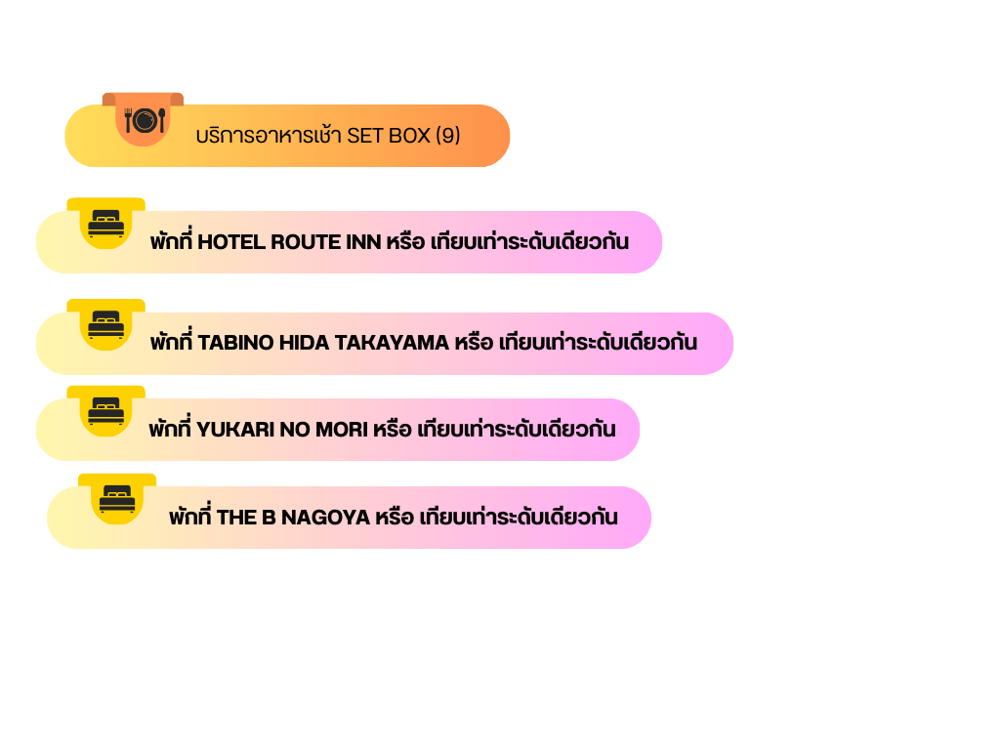 บริการอาหารเช้า SET BOX (9)
พักที่ HOTEL ROUTE INN หรือ เทียบเท่าระดับเดียวกัน
พักที่ TABINO HIDA TAKAYAMA หรือ เทียบเท่าระดับเดียวกัน
พักที่ YUKARI NO MORI หรือ เทียบเท่าระดับเดียวกัน
พักที่ THE B NAGOYA หรือ เทียบเท่าระดับเดียวกัน